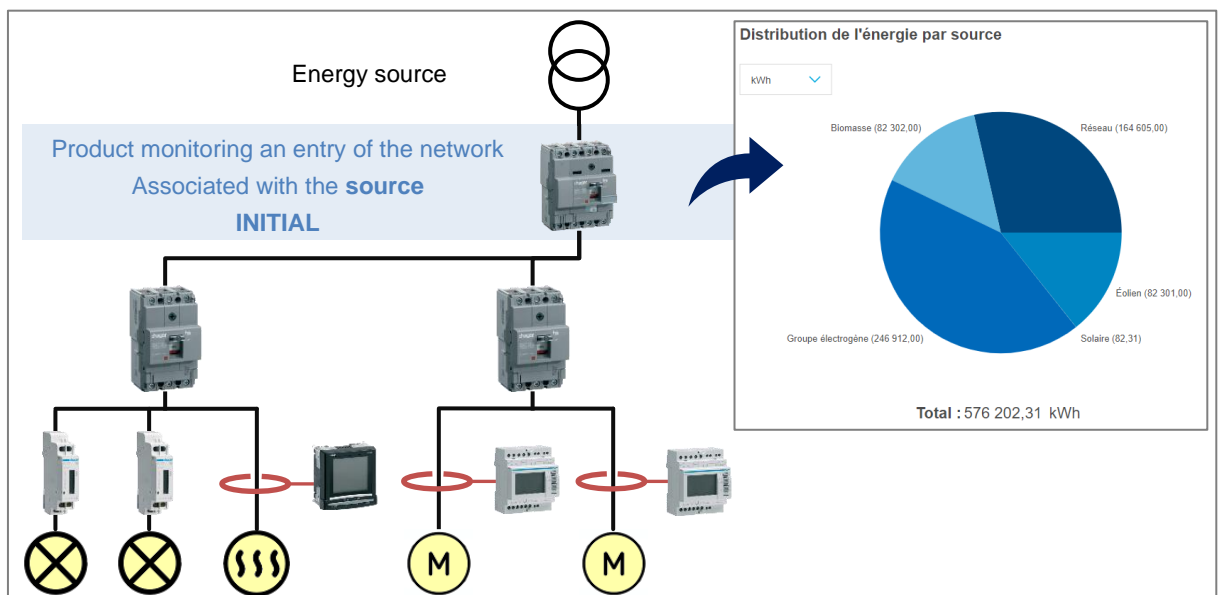 Energy source
Product monitoring an entry of the network
Associated with the source
INITIAL
Distribution de l'énergie par source
kWh
Biomasse (82 302,00)
Réseau (164 605,00)
Éolien (82 301,00)
Groupe électrogène (246 912,00)
Solaire (82,31)
Total : 576 202,31 kWh
M
M